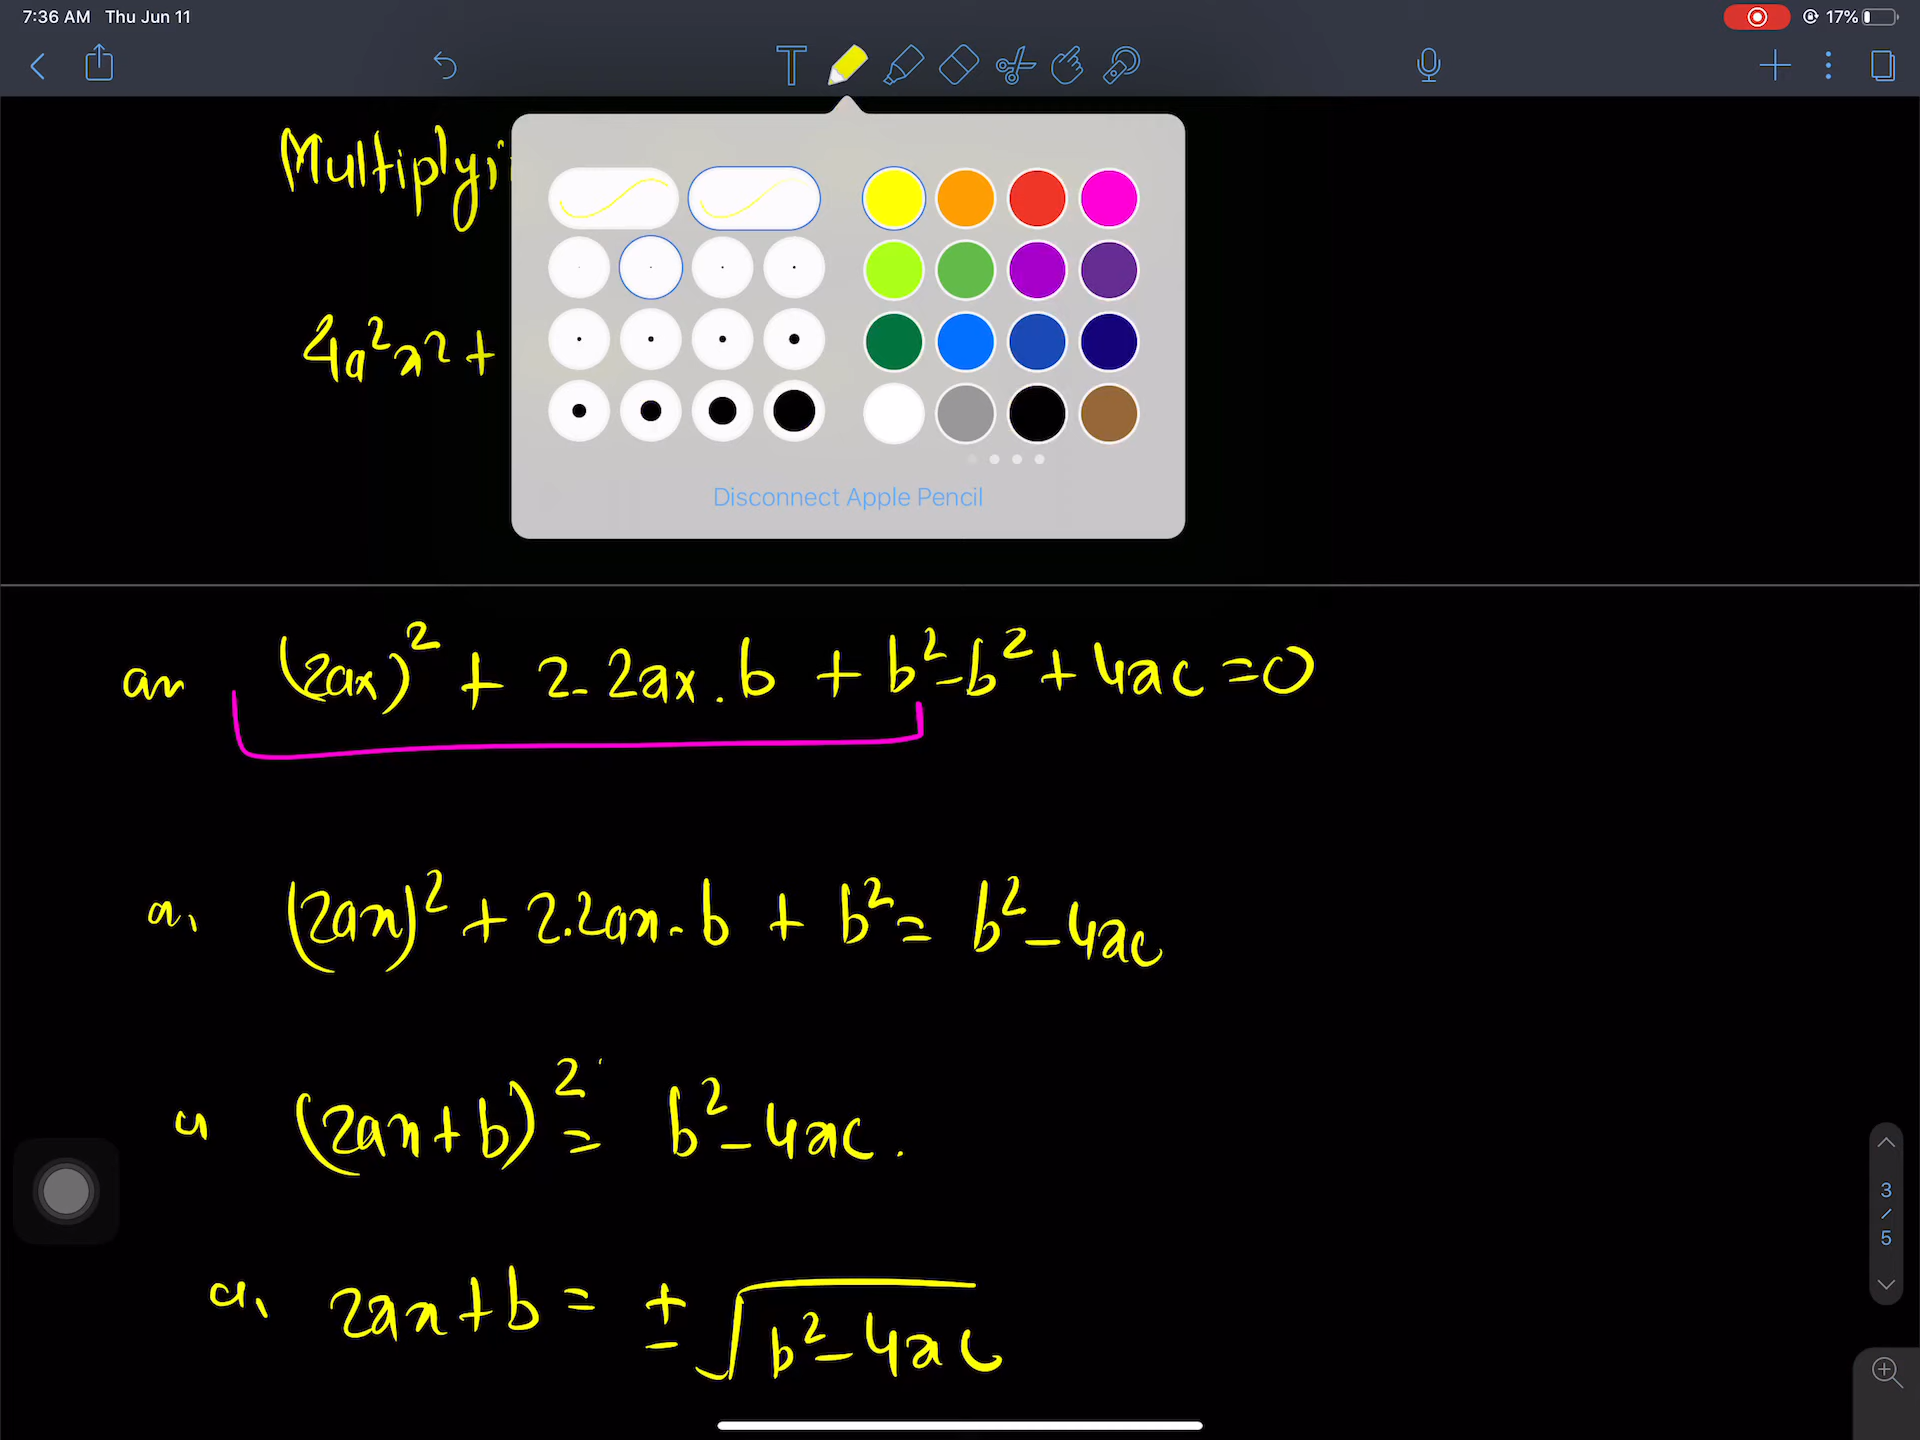 7:36 AM Thu Jun 11
17%
T
Multiplyi
4a²x² +
Disconnect Apple Pencil
(2ax)² + 2.2ax.b + b² - b² + 4ac = 0
(2ax)² + 2.2ax.b + b² = b² - 4ac
(2ax + b)² = b² - 4ac.
2ax + b = ± √(b² - 4ac)
3
/
5